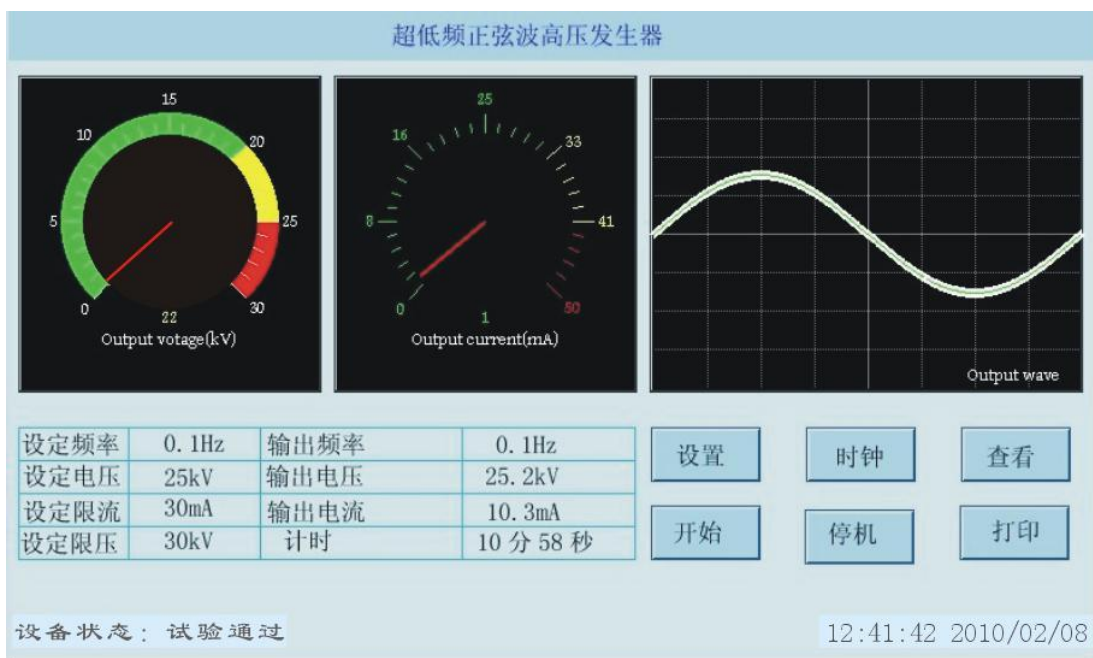 超低频正弦波高压发生器
15
10
20
5
25
0
30
22
Output votage(kV)
25
16
33
8
41
0
50
1
Output current(mA)
Output wave
设定频率 0.1Hz 输出频率 0.1Hz
设定电压 25kV 输出电压 25.2kV
设定限流 30mA 输出电流 10.3mA
设定限压 30kV 计时 10分58秒
设置 时钟 查看
开始 停机 打印
设备状态：试验通过
12:41:42 2010/02/08